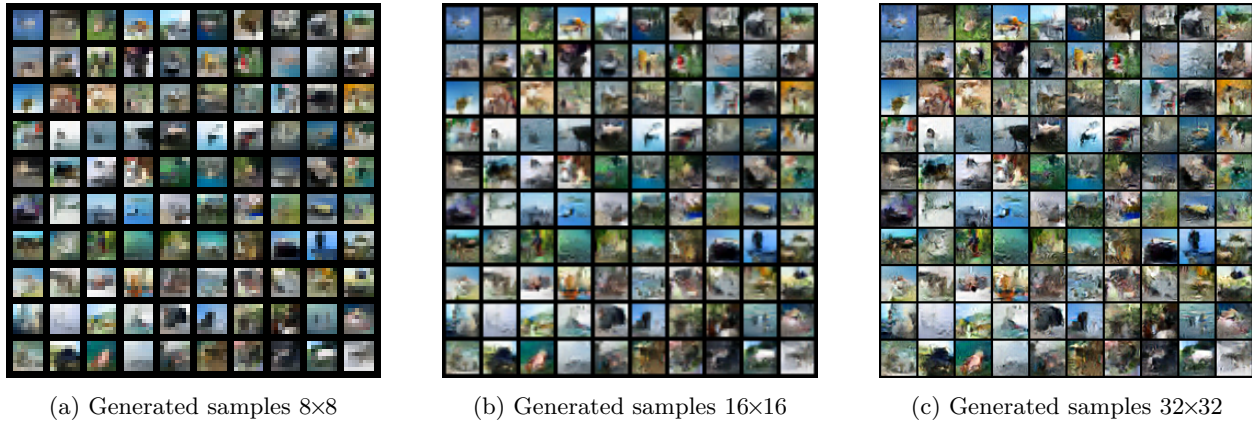 (a) Generated samples 8×8
(b) Generated samples 16×16
(c) Generated samples 32×32